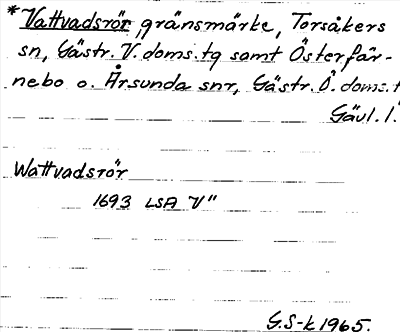 *Vattvadsrör, gränsmärke, Torsåkers
sn, Gästr. V. doms. tg samt Österfär-
nebo o. Årsunda snr, Gästr. Ö. doms. t
Gävl. l.
Wattvadsrör
1693 LSA V"
G.S-k 1965.